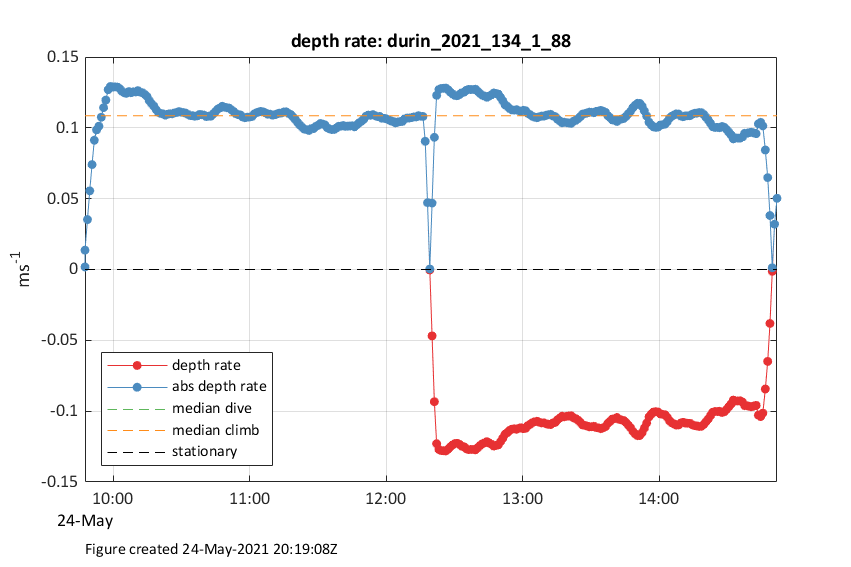 depth rate: durin_2021_134_1_88
0.15
0.1
0.05
0
-0.05
-0.1
-0.15
ms-1
depth rate
abs depth rate
median dive
median climb
stationary
10:00 11:00 12:00 13:00 14:00
24-May
Figure created 24-May-2021 20:19:08Z